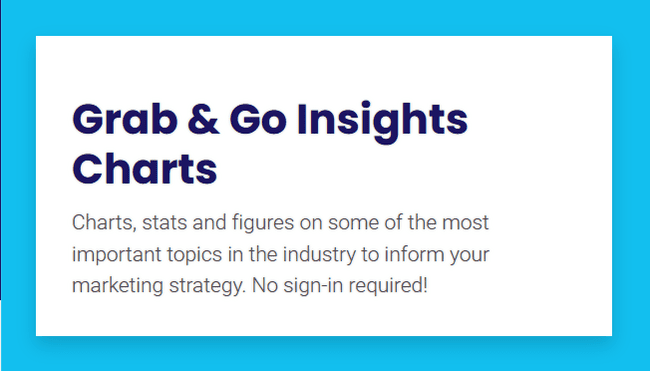 Grab & Go Insights
Charts
Charts, stats and figures on some of the most
important topics in the industry to inform your
marketing strategy. No sign-in required!